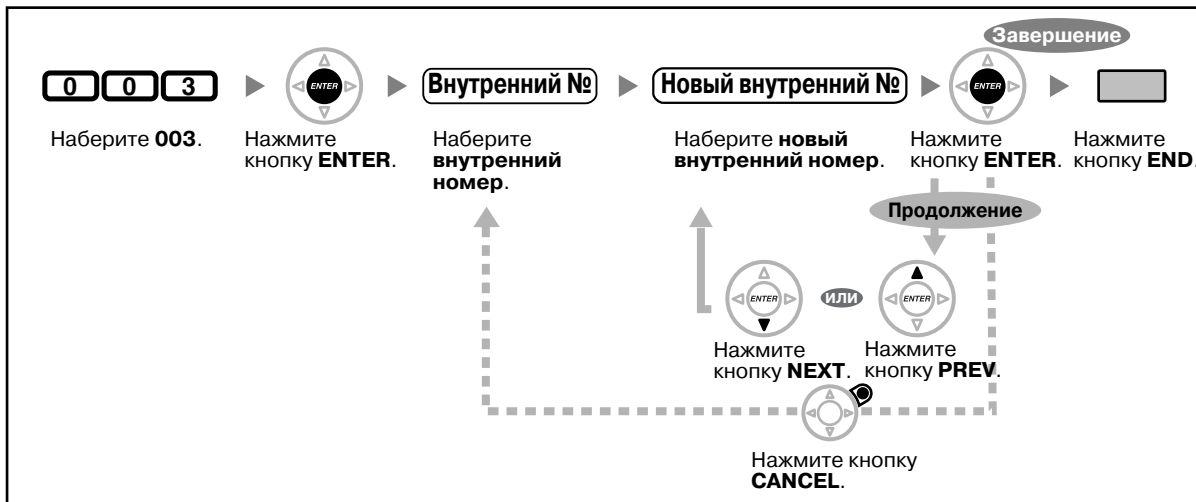 Завершение
0 0 3
ENTER
Внутренний №
Новый внутренний №
ENTER
Наберите 003.
Нажмите
кнопку ENTER.
Наберите
внутренний
номер.
Наберите новый
внутренний номер.
Нажмите
кнопку ENTER.
Нажмите
кнопку END.
Продолжение
ENTER
или
ENTER
Нажмите
кнопку NEXT.
Нажмите
кнопку PREV.
Нажмите кнопку
CANCEL.